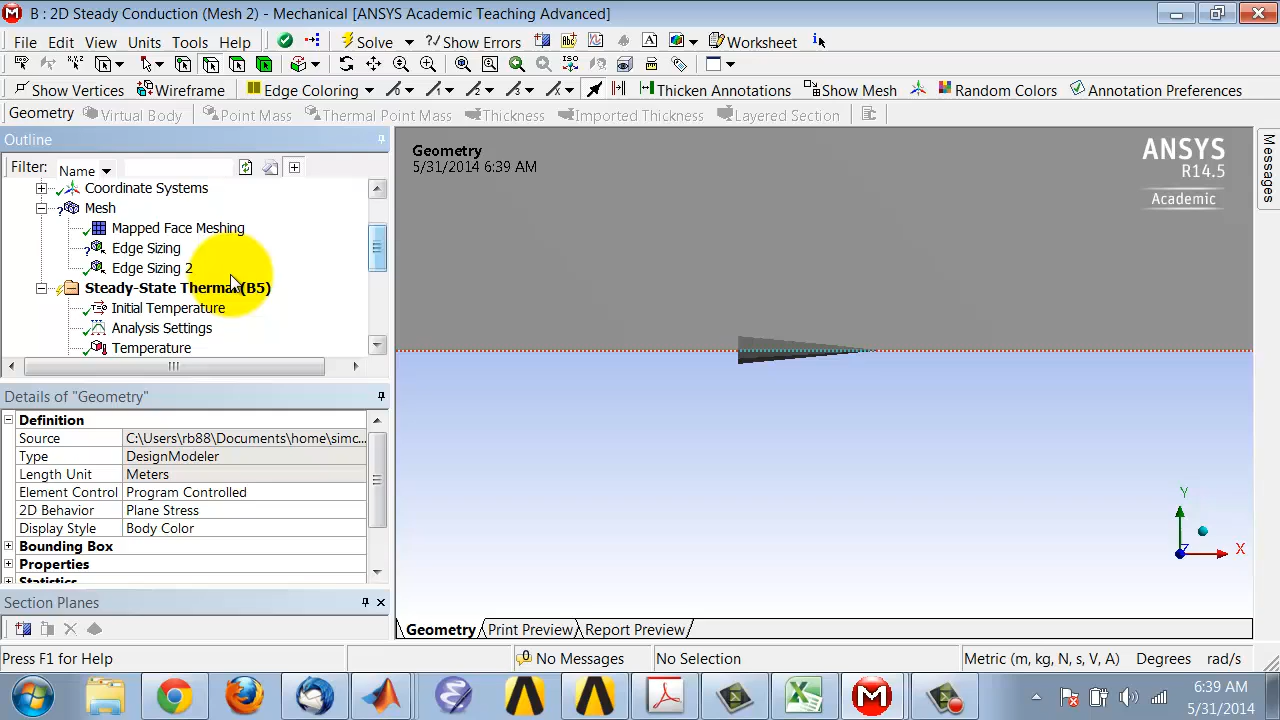 B : 2D Steady Conduction (Mesh 2) - Mechanical [ANSYS Academic Teaching Advanced]
File Edit View Units Tools Help Solve Show Errors Worksheet
Show Vertices Wireframe Edge Coloring Thicken Annotations Show Mesh Random Colors Annotation Preferences
Geometry Virtual Body Point Mass Thermal Point Mass Thickness Imported Thickness Layered Section
Outline
Filter: Name
Coordinate Systems
Mesh
Mapped Face Meshing
Edge Sizing
Edge Sizing 2
Steady-State Thermal (B5)
Initial Temperature
Analysis Settings
Temperature
Details of "Geometry"
Definition
Source C:\Users\rb88\Documents\home\simc...
Type DesignModeler
Length Unit Meters
Element Control Program Controlled
2D Behavior Plane Stress
Display Style Body Color
Bounding Box
Properties
Statistics
Section Planes
Geometry
5/31/2014 6:39 AM
ANSYS
R14.5
Academic
Messages
Y
X
Z
Geometry Print Preview Report Preview
Press F1 for Help 0 No Messages No Selection Metric (m, kg, N, s, V, A) Degrees rad/s
6:39 AM
5/31/2014